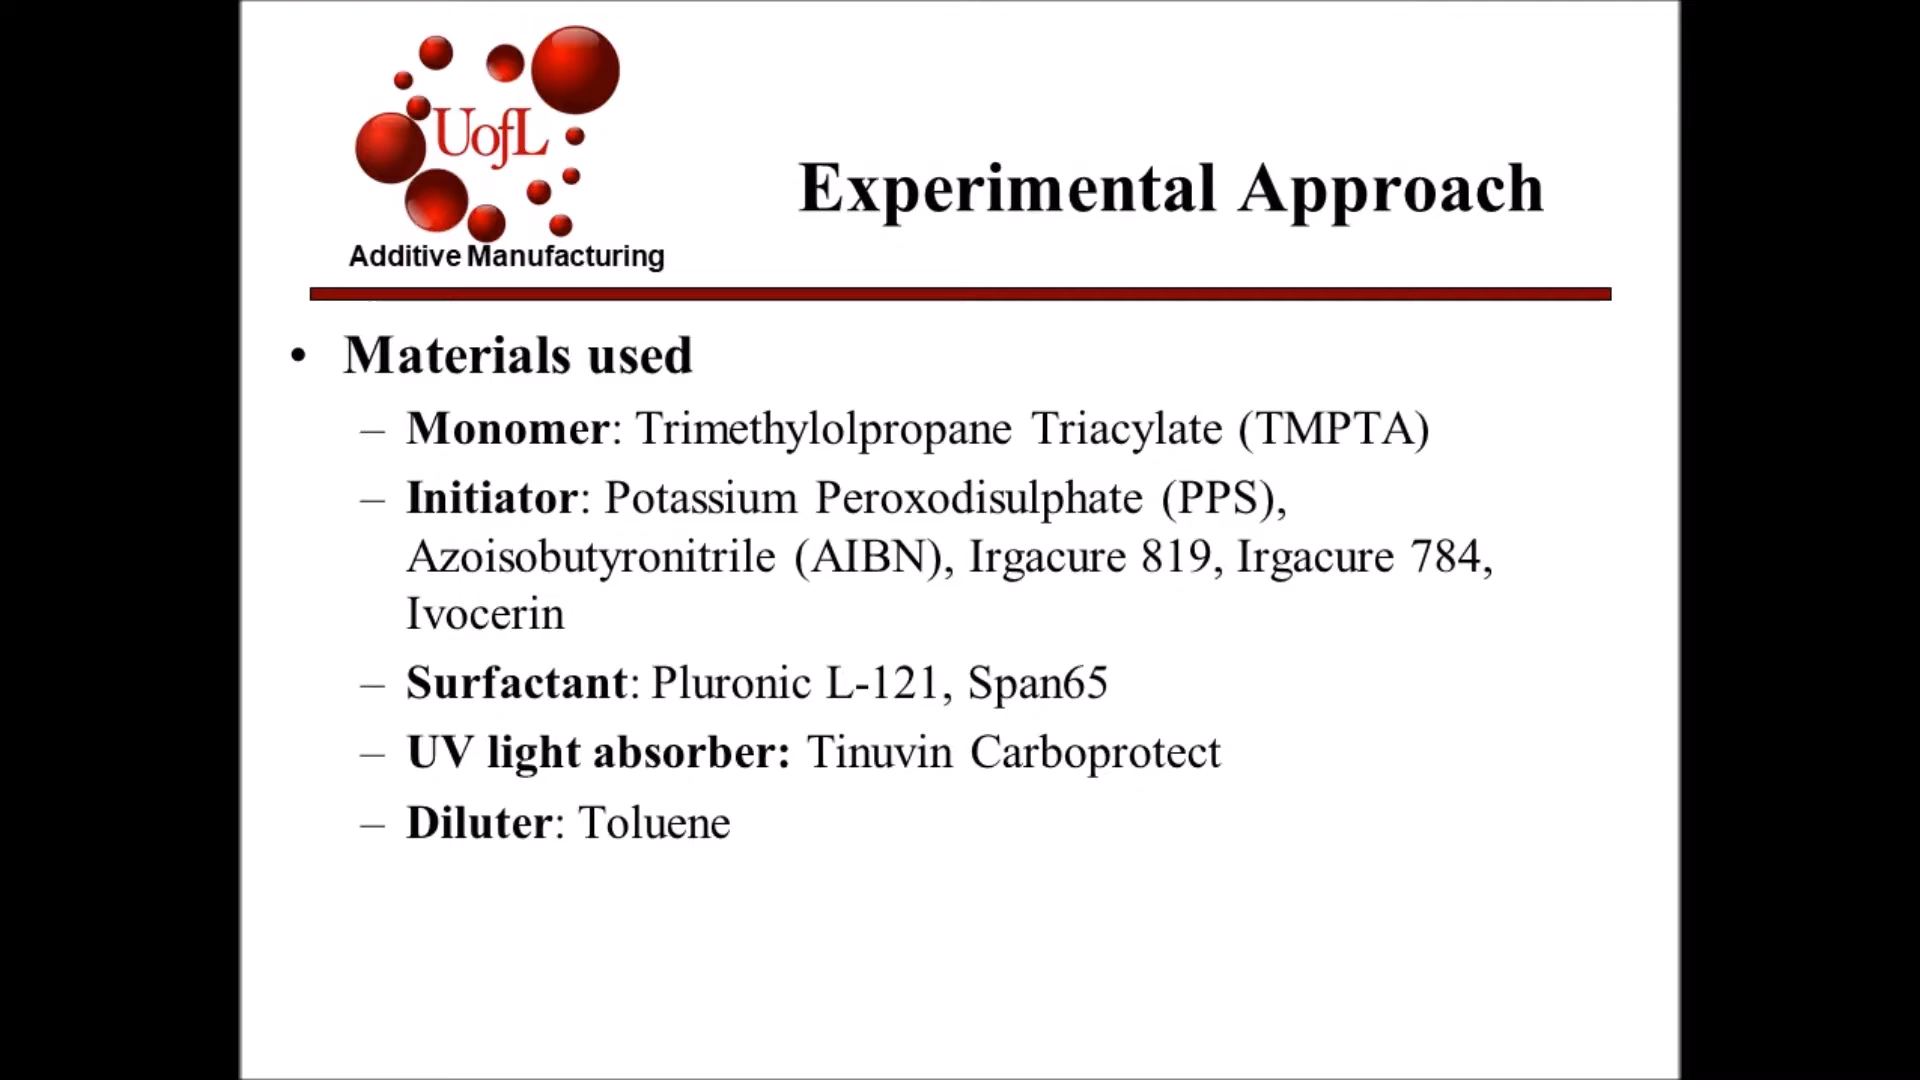 UofL
Additive Manufacturing
Experimental Approach
• Materials used
– Monomer: Trimethylolpropane Triacylate (TMPTA)
– Initiator: Potassium Peroxodisulphate (PPS),
Azoisobutyronitrile (AIBN), Irgacure 819, Irgacure 784,
Ivocerin
– Surfactant: Pluronic L-121, Span65
– UV light absorber: Tinuvin Carboprotect
– Diluter: Toluene